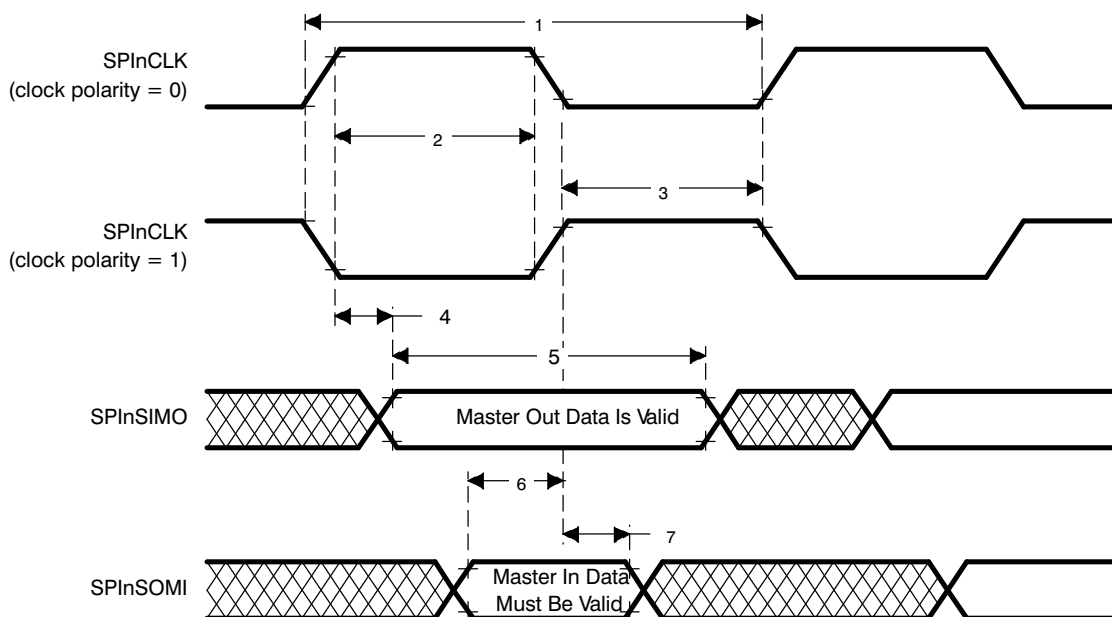 1
SPInCLK
(clock polarity = 0)
2
3
SPInCLK
(clock polarity = 1)
4
5
SPInSIMO
Master Out Data Is Valid
6
7
SPInSOMI
Master In Data
Must Be Valid